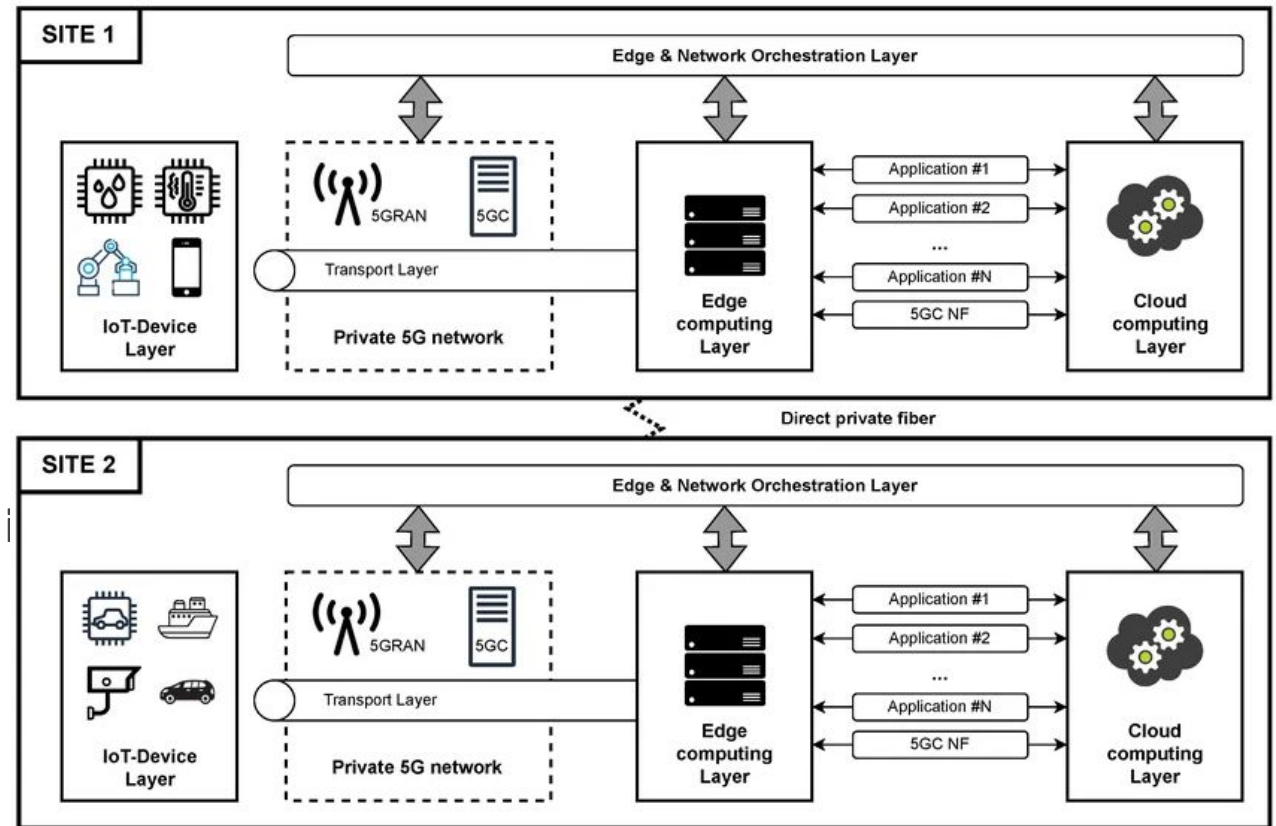 SITE 1
Edge & Network Orchestration Layer
5GRAN
5GC
Application #1
Application #2
...
Application #N
5GC NF
Transport Layer
IoT-Device
Layer
Private 5G network
Edge
computing
Layer
Cloud
computing
Layer
Direct private fiber
SITE 2
Edge & Network Orchestration Layer
5GRAN
5GC
Application #1
Application #2
...
Application #N
5GC NF
Transport Layer
IoT-Device
Layer
Private 5G network
Edge
computing
Layer
Cloud
computing
Layer